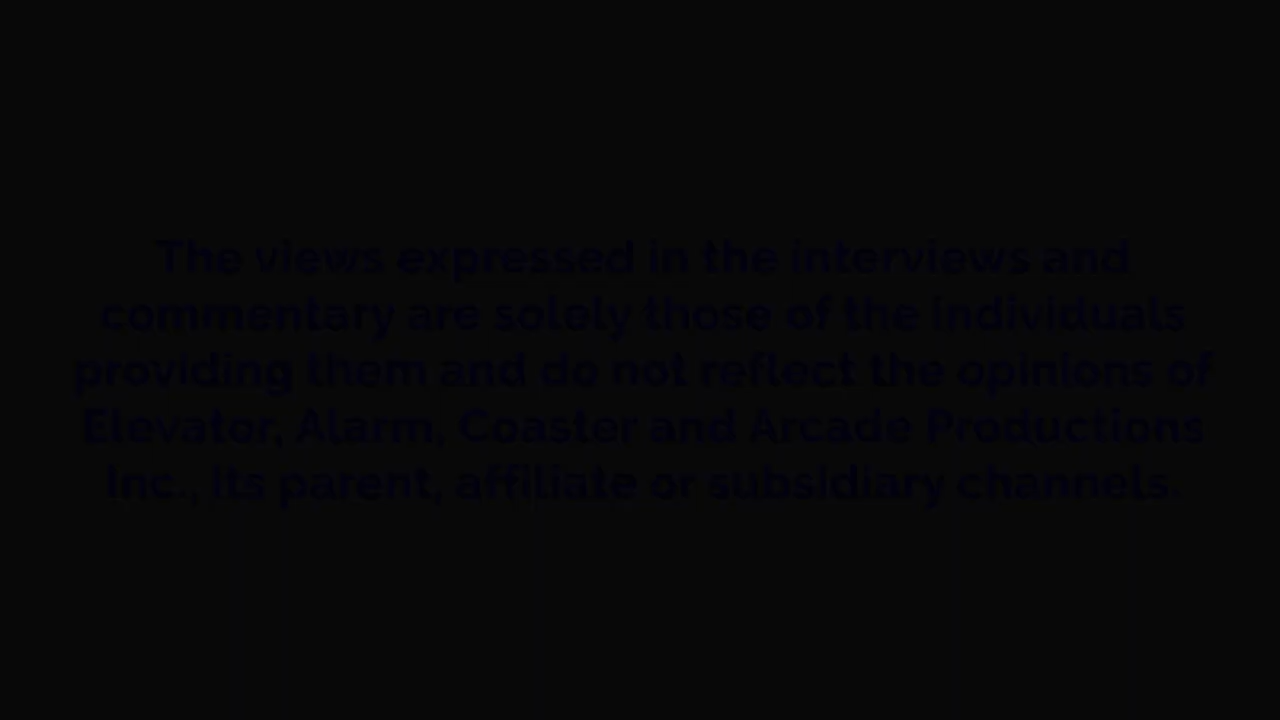 The views expressed in the interviews and
commentary are solely those of the individuals
providing them and do not reflect the opinions of
Elevator, Alarm, Coaster and Arcade Productions
Inc., its parent, affiliate or subsidiary channels.